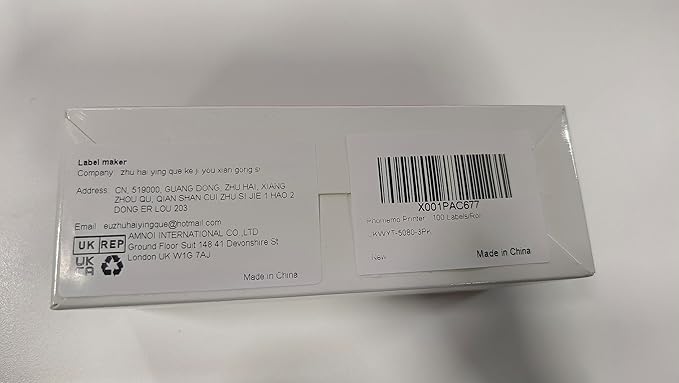 Label maker
Company zhu hai ying que ke ji you xian gong si
Address: CN, 519000, GUANG DONG, ZHU HAI, XIANG
ZHOU QU, QIAN SHAN CUI ZHU SI JIE 1 HAO 2
DONG ER LOU 203
Email euzhuhaiyingque@hotmail.com
UK REP
AMNOI INTERNATIONAL CO.,LTD
Ground Floor Suit 148 41 Devonshire St
London UK W1G 7AJ
UK
CA
Made in China
X001PAC677
Phomemo Printer 100 Labels/Rol
-5080-3P
New
Made in China